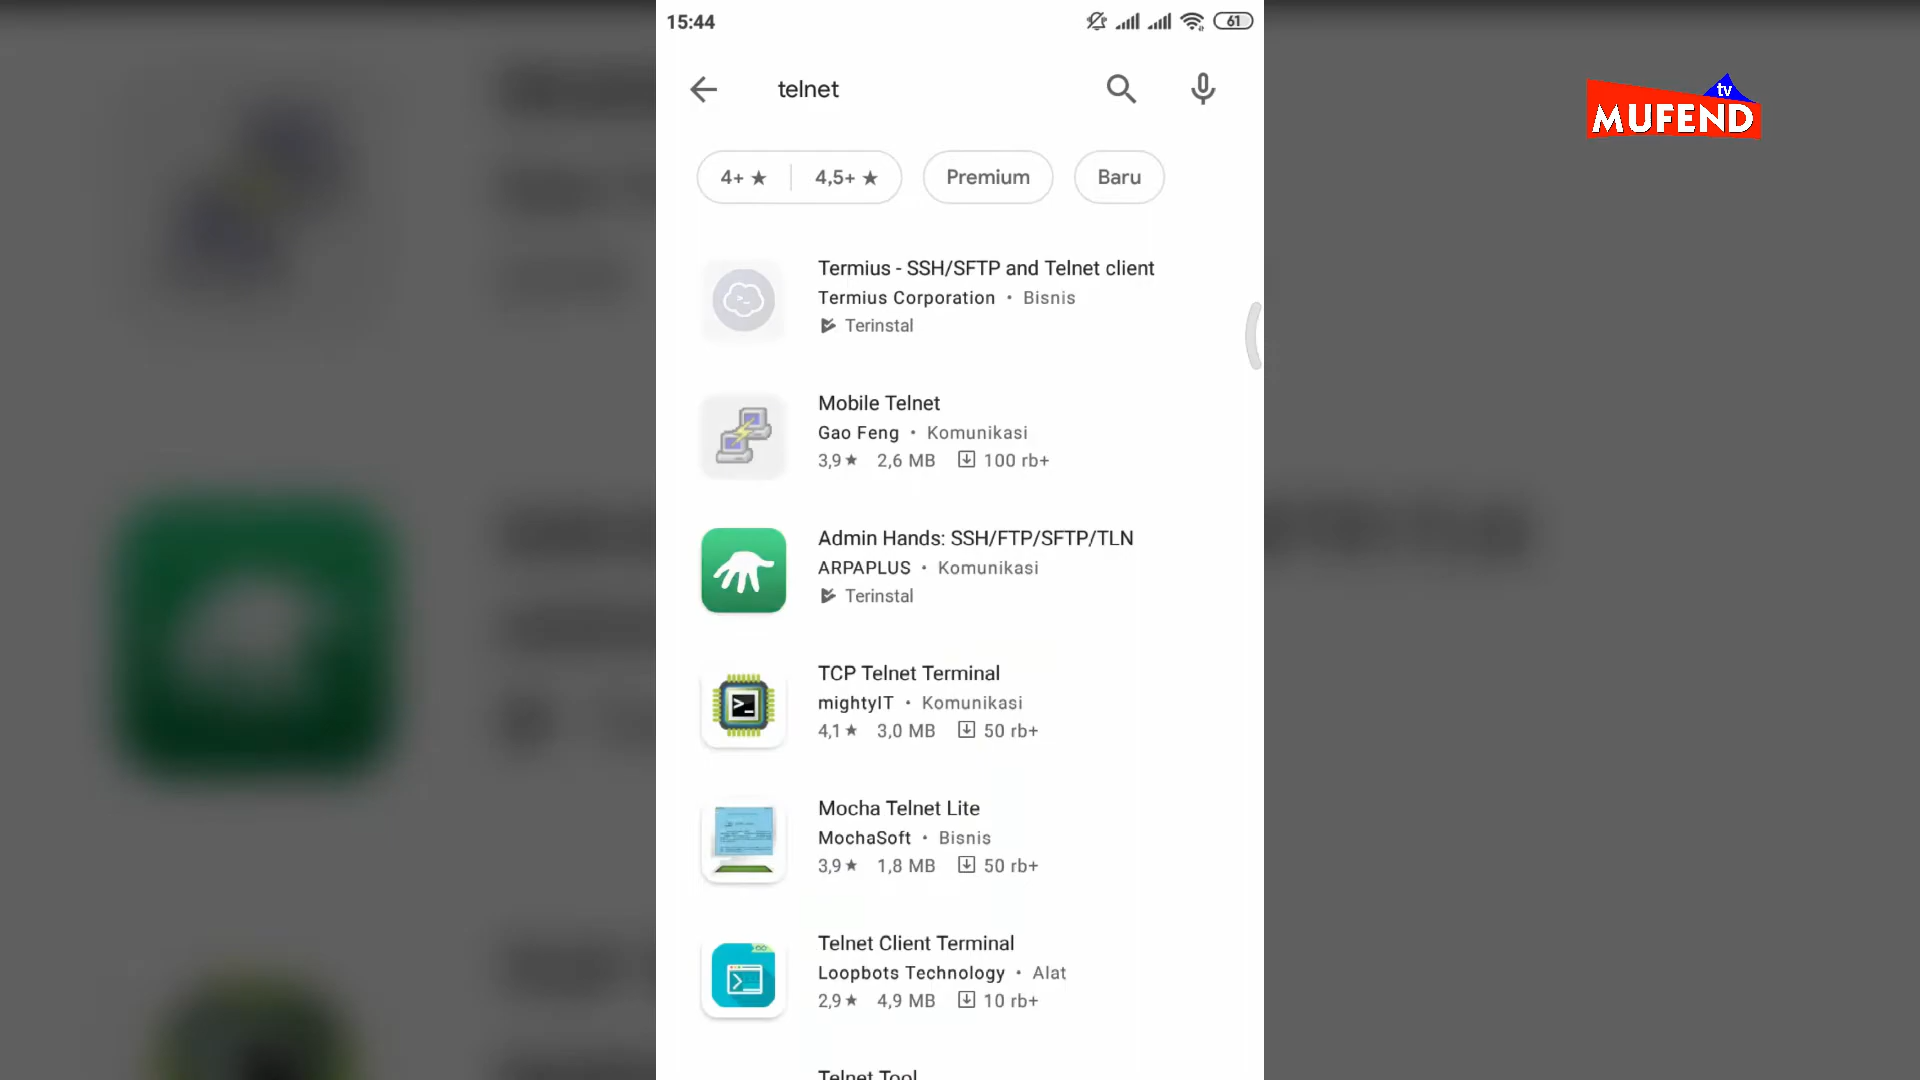 15:44
61
telnet
4+ ★
4,5+ ★
Premium
Baru
Termius - SSH/SFTP and Telnet client
Termius Corporation • Bisnis
Terinstal
Mobile Telnet
Gao Feng • Komunikasi
3,9★ 2,6 MB 100 rb+
Admin Hands: SSH/FTP/SFTP/TLN
ARPAPLUS • Komunikasi
Terinstal
TCP Telnet Terminal
mightyIT • Komunikasi
4,1★ 3,0 MB 50 rb+
Mocha Telnet Lite
MochaSoft • Bisnis
3,9★ 1,8 MB 50 rb+
Telnet Client Terminal
Loopbots Technology • Alat
2,9★ 4,9 MB 10 rb+
Telnet Tool
tv
MUFEND